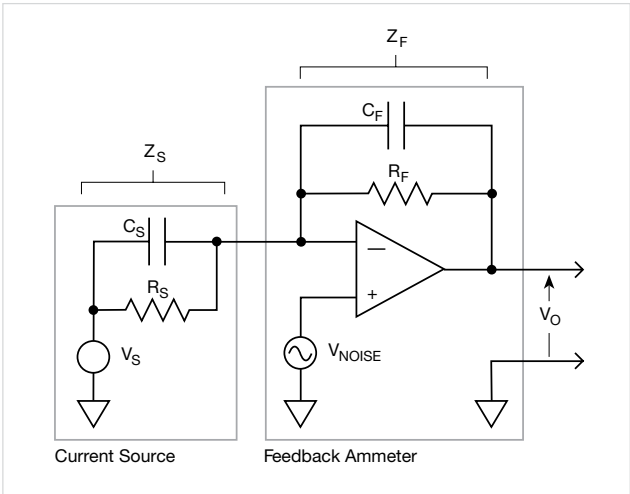 Z_F
C_F
Z_S
R_F
C_S
−
R_S
+
V_O
V_S
V_NOISE
Current Source
Feedback Ammeter